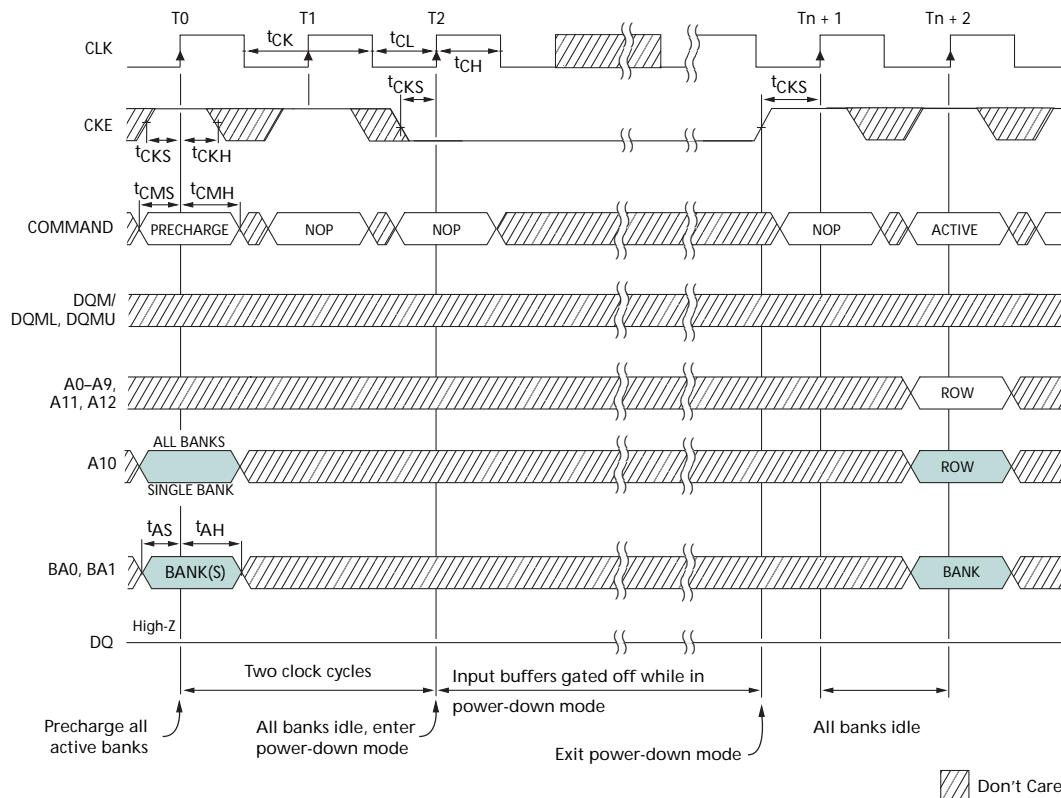 T0 T1 T2 Tn + 1 Tn + 2
CLK
tCK
tCL
tCH
tCKS
tCKS
CKE
tCKS
tCKH
tCMS
tCMH
COMMAND
PRECHARGE
NOP
NOP
NOP
ACTIVE
DQM/
DQML, DQMU
A0–A9,
A11, A12
ROW
ALL BANKS
A10
ROW
SINGLE BANK
tAS
tAH
BA0, BA1
BANK(S)
BANK
High-Z
DQ
Two clock cycles
Input buffers gated off while in
power-down mode
Precharge all
active banks
All banks idle, enter
power-down mode
Exit power-down mode
All banks idle
Don't Care